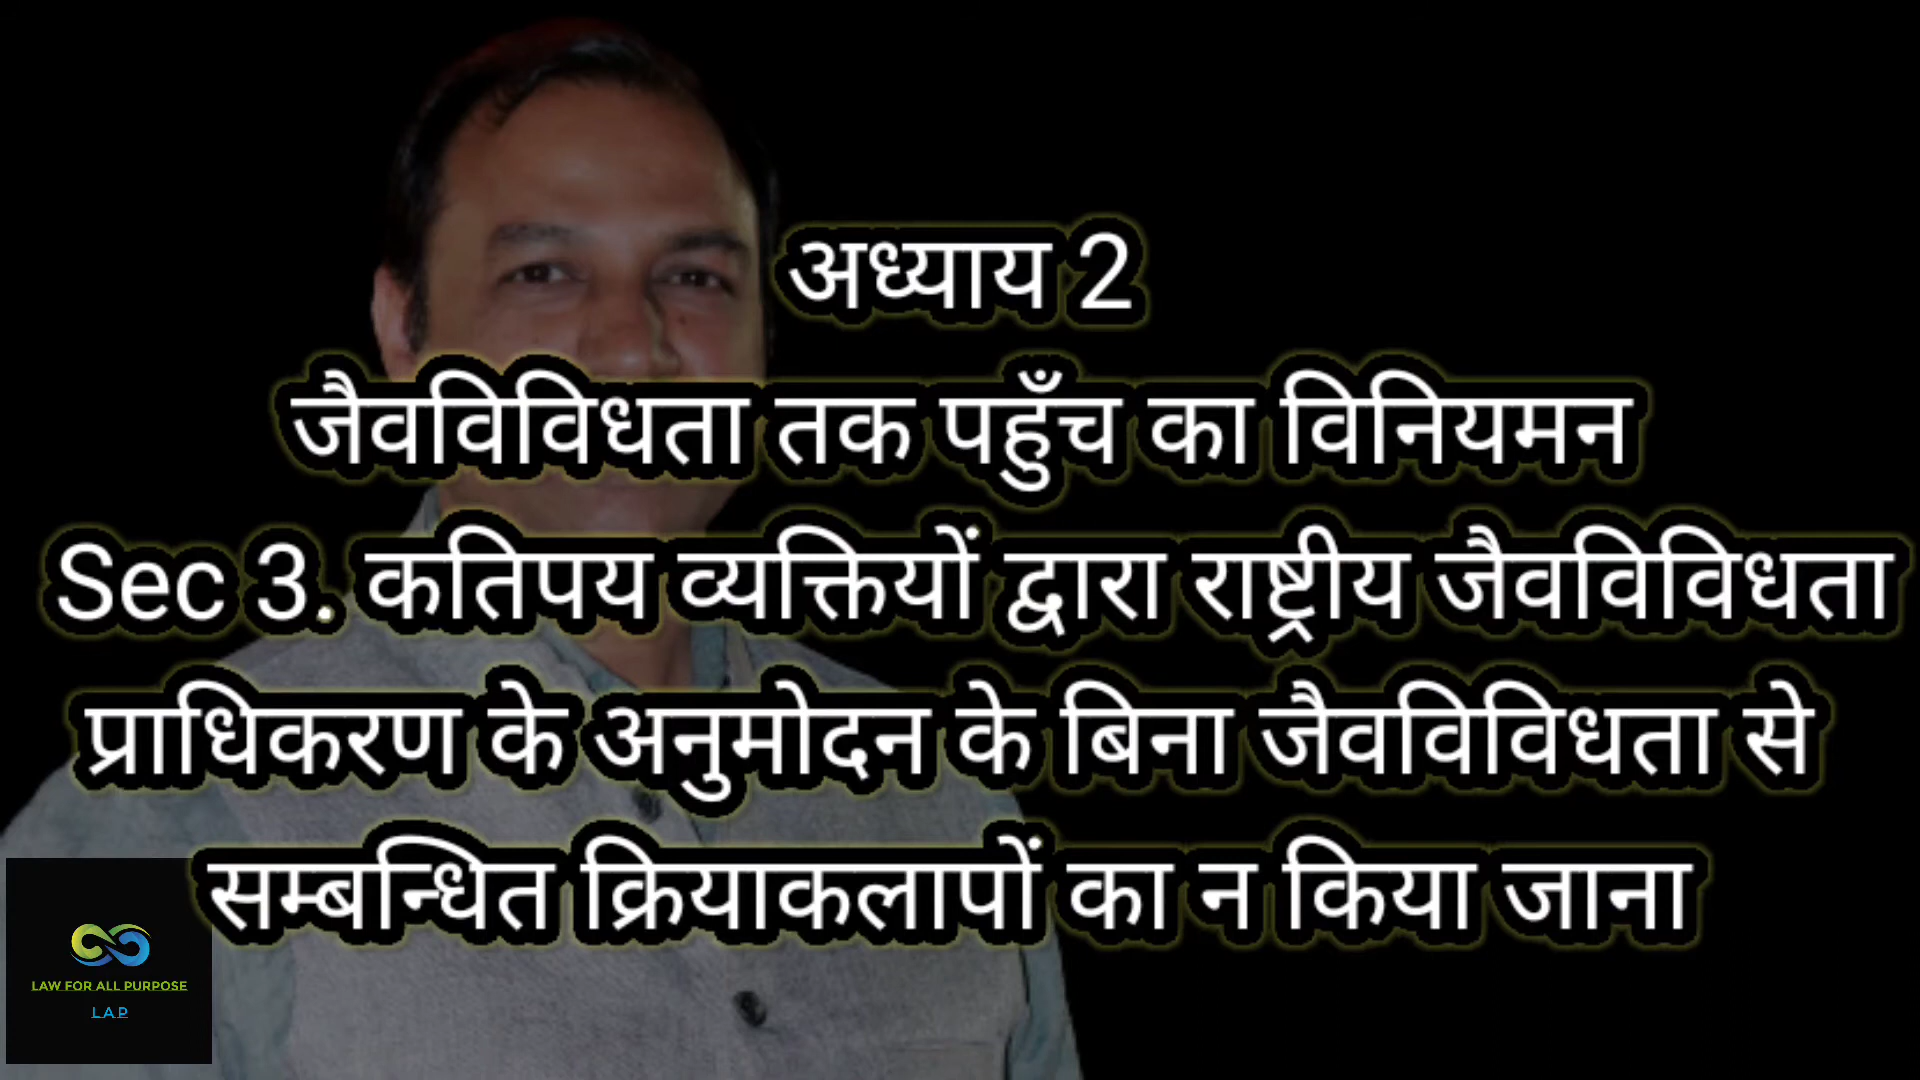 अध्याय 2
जैवविविधता तक पहुँच का विनियमन
Sec 3. कतिपय व्यक्तियों द्वारा राष्ट्रीय जैवविविधता
प्राधिकरण के अनुमोदन के बिना जैवविविधता से
सम्बन्धित क्रियाकलापों का न किया जाना
LAW FOR ALL PURPOSE
L.A.P